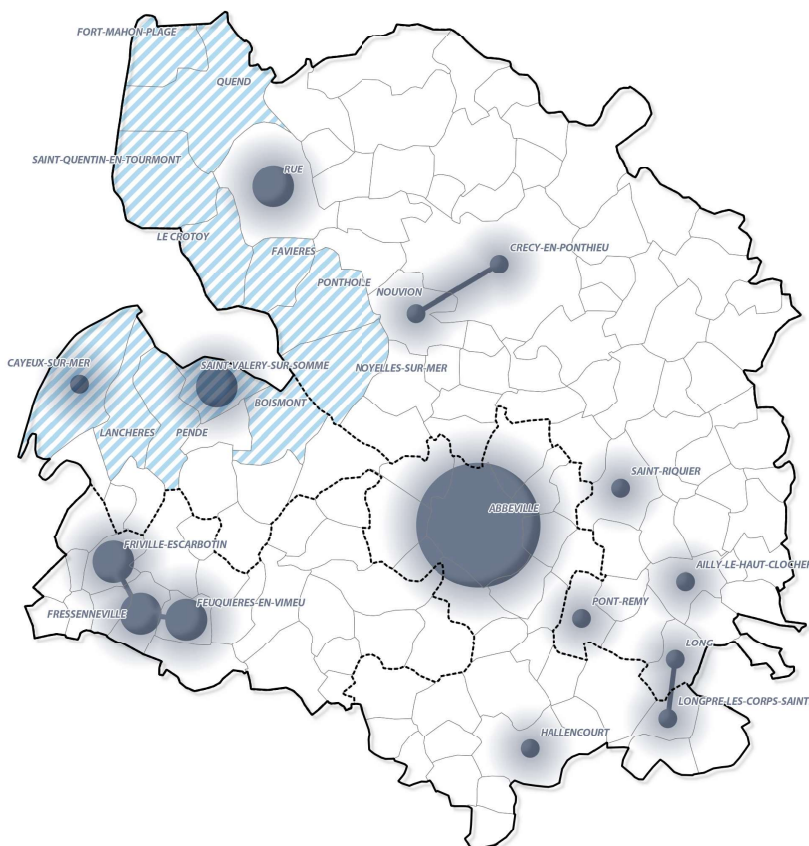 FORT-MAHON-PLAGE
QUEND
SAINT-QUENTIN-EN-TOURMONT
RUE
LE CROTOY
FAVIERES
CRECY-EN-PONTHIEU
PONTHOLE
NOUVION
CAYEUX-SUR-MER
SAINT-VALERY-SUR-SOMME
NOYELLES-SUR-MER
BOISMONT
LANCHERES
PENDE
SAINT-RIQUIER
ABBEVILLE
FRIVILLE-ESCARBOTIN
AILLY-LE-HAUT-CLOCHER
FEUQUIERES-EN-VIMEU
PONT-REMY
FRESSENNEVILLE
LONG
LONGPRE-LES-CORPS-SAINT
HALLENCOURT